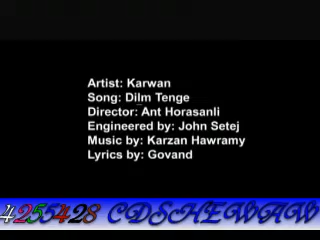 Artist: Karwan
Song: Dilm Tenge
Director: Ant Horasanli
Engineered by: John Setej
Music by: Karzan Hawramy
Lyrics by: Govand
4255428 CDSHEWAW